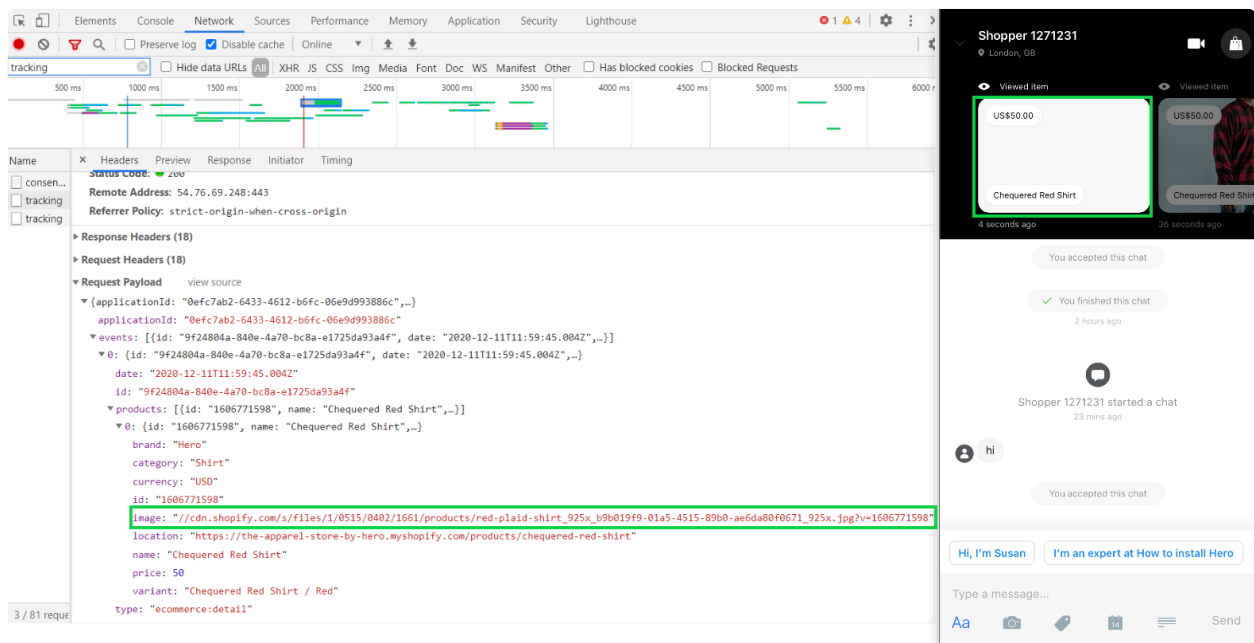 Elements Console Network Sources Performance Memory Application Security Lighthouse 1 4
Preserve log Disable cache Online
tracking Hide data URLs All XHR JS CSS Img Media Font Doc WS Manifest Other Has blocked cookies Blocked Requests
500 ms 1000 ms 1500 ms 2000 ms 2500 ms 3000 ms 3500 ms 4000 ms 4500 ms 5000 ms 5500 ms 6000
Name × Headers Preview Response Initiator Timing
consen...
tracking
tracking
3 / 81 reque
Status Code: 200
Remote Address: 54.76.69.248:443
Referrer Policy: strict-origin-when-cross-origin
Response Headers (18)
Request Headers (18)
Request Payload view source
{applicationId: "0efc7ab2-6433-4612-b6fc-06e9d993886c",…}
applicationId: "0efc7ab2-6433-4612-b6fc-06e9d993886c"
events: [{id: "9f24804a-840e-4a70-bc8a-e1725da93a4f", date: "2020-12-11T11:59:45.004Z",…}]
0: {id: "9f24804a-840e-4a70-bc8a-e1725da93a4f", date: "2020-12-11T11:59:45.004Z",…}
date: "2020-12-11T11:59:45.004Z"
id: "9f24804a-840e-4a70-bc8a-e1725da93a4f"
products: [{id: "1606771598", name: "Chequered Red Shirt",…}]
0: {id: "1606771598", name: "Chequered Red Shirt",…}
brand: "Hero"
category: "Shirt"
currency: "USD"
id: "1606771598"
image: "//cdn.shopify.com/s/files/1/0515/0402/1661/products/red-plaid-shirt_925x_b9b019f9-01a5-4515-89b0-ae6da80f0671_925x.jpg?v=1606771598"
location: "https://the-apparel-store-by-hero.myshopify.com/products/chequered-red-shirt"
name: "Chequered Red Shirt"
price: 50
variant: "Chequered Red Shirt / Red"
type: "ecommerce:detail"
Shopper 1271231
London, GB
Viewed item Viewed item
US$50.00 US$50.00
Chequered Red Shirt Chequered Red Shirt
4 seconds ago 36 seconds ago
You accepted this chat
You finished this chat
2 hours ago
Shopper 1271231 started a chat
23 mins ago
hi
You accepted this chat
Hi, I'm Susan I'm an expert at How to install Hero
Type a message...
Aa 14 Send